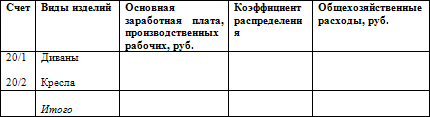 Счет Виды изделий Основная заработная плата, производственных рабочих, руб. Коэффициент распределени я Общехозяйственные расходы, руб.
20/1 Диваны
20/2 Кресла
Итого